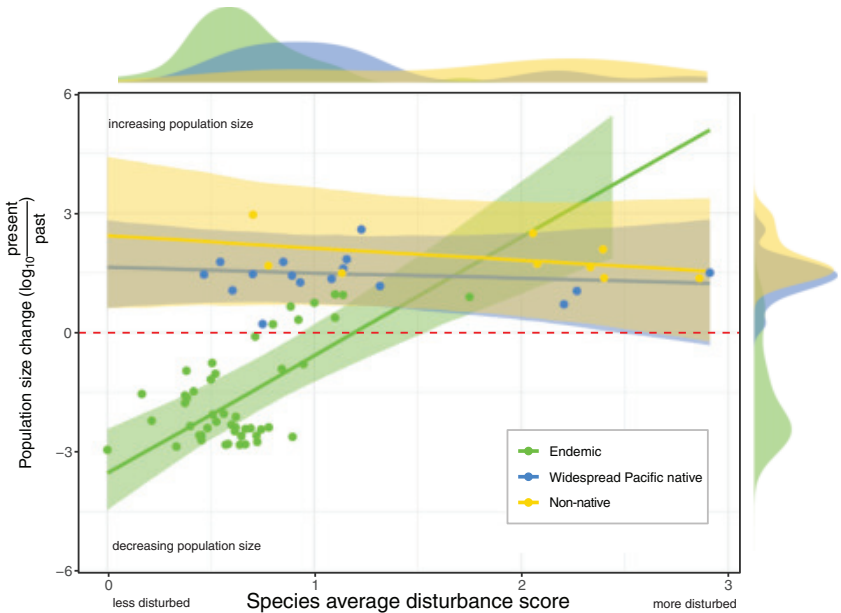 6
increasing population size
3
0
−3
−6
decreasing population size
Population size change (log10 present/past)
Endemic
Widespread Pacific native
Non-native
0
1
2
3
less disturbed
Species average disturbance score
more disturbed